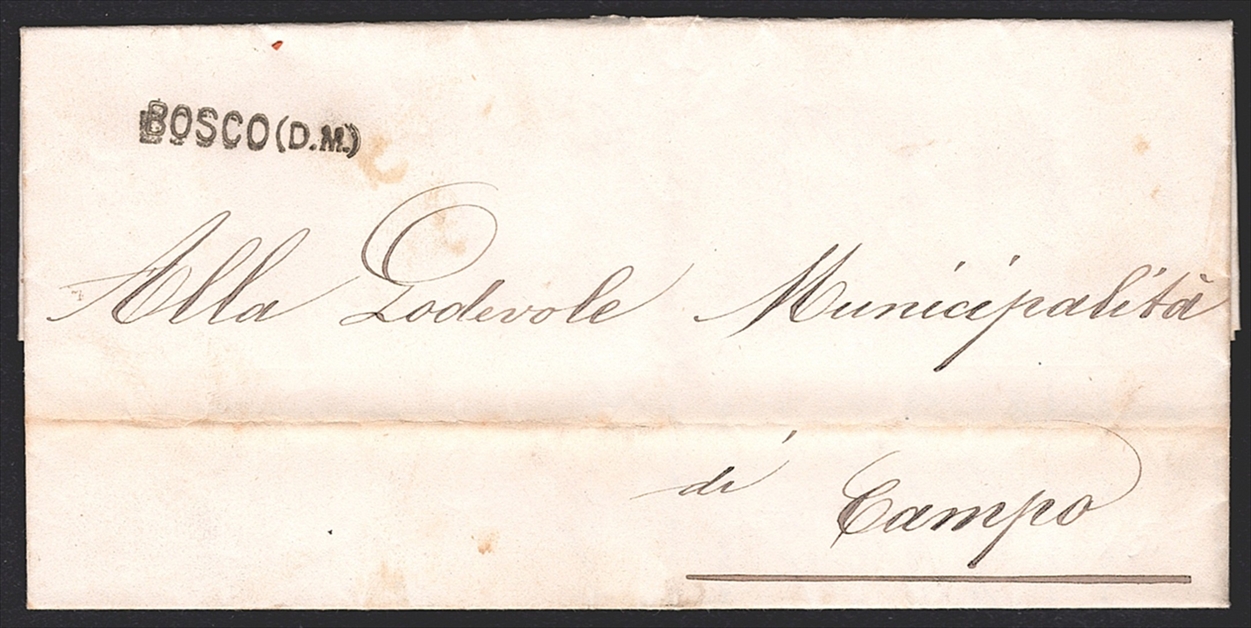 BOSCO (D.M.)
Alla Lodevole Municipalità
di Campo